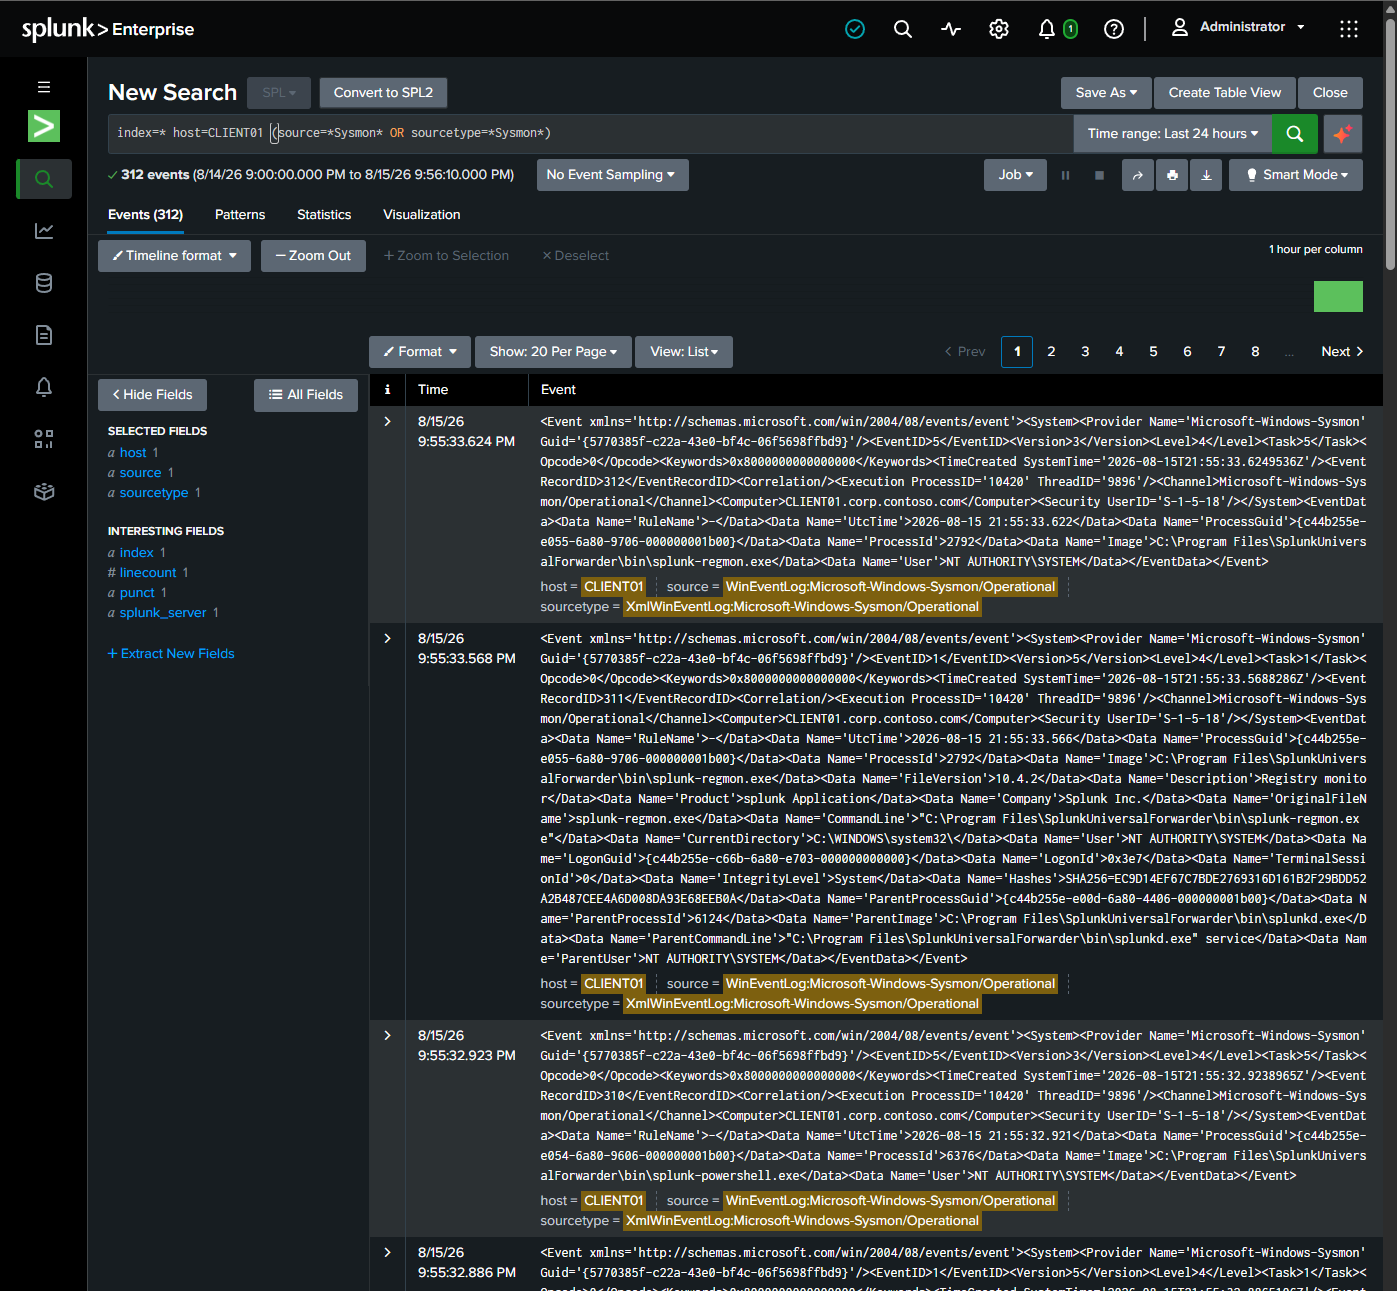 splunk> Enterprise
1
Administrator
New Search
SPL
Convert to SPL2
Save As
Create Table View
Close
index=* host=CLIENT01 (source=*Sysmon* OR sourcetype=*Sysmon*)
Time range: Last 24 hours
312 events (8/14/26 9:00:00.000 PM to 8/15/26 9:56:10.000 PM)
No Event Sampling
Job
Smart Mode
Events (312)
Patterns
Statistics
Visualization
Timeline format
Zoom Out
+ Zoom to Selection
× Deselect
1 hour per column
Format
Show: 20 Per Page
View: List
< Prev
1
2
3
4
5
6
7
8
...
Next >
< Hide Fields
All Fields
SELECTED FIELDS
a host 1
a source 1
a sourcetype 1
INTERESTING FIELDS
a index 1
# linecount 1
a punct 1
a splunk_server 1
+ Extract New Fields
i
Time
Event
8/15/26
9:55:33.624 PM
<Event xmlns='http://schemas.microsoft.com/win/2004/08/events/event'><System><Provider Name='Microsoft-Windows-Sysmon'
Guid='{5770385f-c22a-43e0-bf4c-06f5698ffbd9}'/><EventID>5</EventID><Version>3</Version><Level>4</Level><Task>5</Task><
Opcode>0</Opcode><Keywords>0x8000000000000000</Keywords><TimeCreated SystemTime='2026-08-15T21:55:33.6249536Z'/><Event
RecordID>312</EventRecordID><Correlation/><Execution ProcessID='10420' ThreadID='9896'/><Channel>Microsoft-Windows-Sys
mon/Operational</Channel><Computer>CLIENT01.corp.contoso.com</Computer><Security UserID='S-1-5-18'/></System><EventDat
a><Data Name='RuleName'>-</Data><Data Name='UtcTime'>2026-08-15 21:55:33.622</Data><Data Name='ProcessGuid'>{c44b255e-
e055-6a80-9706-000000001b00}</Data><Data Name='ProcessId'>2792</Data><Data Name='Image'>C:\Program Files\SplunkUnivers
alForwarder\bin\splunk-regmon.exe</Data><Data Name='User'>NT AUTHORITY\SYSTEM</Data></EventData></Event>
host = CLIENT01 source = WinEventLog:Microsoft-Windows-Sysmon/Operational
sourcetype = XmlWinEventLog:Microsoft-Windows-Sysmon/Operational
8/15/26
9:55:33.568 PM
<Event xmlns='http://schemas.microsoft.com/win/2004/08/events/event'><System><Provider Name='Microsoft-Windows-Sysmon'
Guid='{5770385f-c22a-43e0-bf4c-06f5698ffbd9}'/><EventID>1</EventID><Version>5</Version><Level>4</Level><Task>1</Task><
Opcode>0</Opcode><Keywords>0x8000000000000000</Keywords><TimeCreated SystemTime='2026-08-15T21:55:33.5688286Z'/><Event
RecordID>311</EventRecordID><Correlation/><Execution ProcessID='10420' ThreadID='9896'/><Channel>Microsoft-Windows-Sys
mon/Operational</Channel><Computer>CLIENT01.corp.contoso.com</Computer><Security UserID='S-1-5-18'/></System><EventDat
a><Data Name='RuleName'>-</Data><Data Name='UtcTime'>2026-08-15 21:55:33.566</Data><Data Name='ProcessGuid'>{c44b255e-
e055-6a80-9706-000000001b00}</Data><Data Name='ProcessId'>2792</Data><Data Name='Image'>C:\Program Files\SplunkUnivers
alForwarder\bin\splunk-regmon.exe</Data><Data Name='FileVersion'>10.4.2</Data><Data Name='Description'>Registry monito
r</Data><Data Name='Product'>splunk Application</Data><Data Name='Company'>Splunk Inc.</Data><Data Name='OriginalFileN
ame'>splunk-regmon.exe</Data><Data Name='CommandLine'>"C:\Program Files\SplunkUniversalForwarder\bin\splunk-regmon.ex
e"</Data><Data Name='CurrentDirectory'>C:\WINDOWS\system32\</Data><Data Name='User'>NT AUTHORITY\SYSTEM</Data><Data Na
me='LogonGuid'>{c44b255e-c66b-6a80-e703-000000000000}</Data><Data Name='LogonId'>0x3e7</Data><Data Name='TerminalSessi
onId'>0</Data><Data Name='IntegrityLevel'>System</Data><Data Name='Hashes'>SHA256=EC9D14EF67C7BDE2769316D161B2F29BDD52
A2B487CEE4A6D008DA93E68EEB0A</Data><Data Name='ParentProcessGuid'>{c44b255e-e00d-6a80-4406-000000001b00}</Data><Data N
ame='ParentProcessId'>6124</Data><Data Name='ParentImage'>C:\Program Files\SplunkUniversalForwarder\bin\splunkd.exe</D
ata><Data Name='ParentCommandLine'>"C:\Program Files\SplunkUniversalForwarder\bin\splunkd.exe" service</Data><Data Nam
e='ParentUser'>NT AUTHORITY\SYSTEM</Data></EventData></Event>
host = CLIENT01 source = WinEventLog:Microsoft-Windows-Sysmon/Operational
sourcetype = XmlWinEventLog:Microsoft-Windows-Sysmon/Operational
8/15/26
9:55:32.923 PM
<Event xmlns='http://schemas.microsoft.com/win/2004/08/events/event'><System><Provider Name='Microsoft-Windows-Sysmon'
Guid='{5770385f-c22a-43e0-bf4c-06f5698ffbd9}'/><EventID>5</EventID><Version>3</Version><Level>4</Level><Task>5</Task><
Opcode>0</Opcode><Keywords>0x8000000000000000</Keywords><TimeCreated SystemTime='2026-08-15T21:55:32.9238965Z'/><Event
RecordID>310</EventRecordID><Correlation/><Execution ProcessID='10420' ThreadID='9896'/><Channel>Microsoft-Windows-Sys
mon/Operational</Channel><Computer>CLIENT01.corp.contoso.com</Computer><Security UserID='S-1-5-18'/></System><EventDat
a><Data Name='RuleName'>-</Data><Data Name='UtcTime'>2026-08-15 21:55:32.921</Data><Data Name='ProcessGuid'>{c44b255e-
e054-6a80-9606-000000001b00}</Data><Data Name='ProcessId'>6376</Data><Data Name='Image'>C:\Program Files\SplunkUnivers
alForwarder\bin\splunk-powershell.exe</Data><Data Name='User'>NT AUTHORITY\SYSTEM</Data></EventData></Event>
host = CLIENT01 source = WinEventLog:Microsoft-Windows-Sysmon/Operational
sourcetype = XmlWinEventLog:Microsoft-Windows-Sysmon/Operational
8/15/26
9:55:32.886 PM
<Event xmlns='http://schemas.microsoft.com/win/2004/08/events/event'><System><Provider Name='Microsoft-Windows-Sysmon'
Guid='{5770385f-c22a-43e0-bf4c-06f5698ffbd9}'/><EventID>1</EventID><Version>5</Version><Level>4</Level><Task>1</Task><